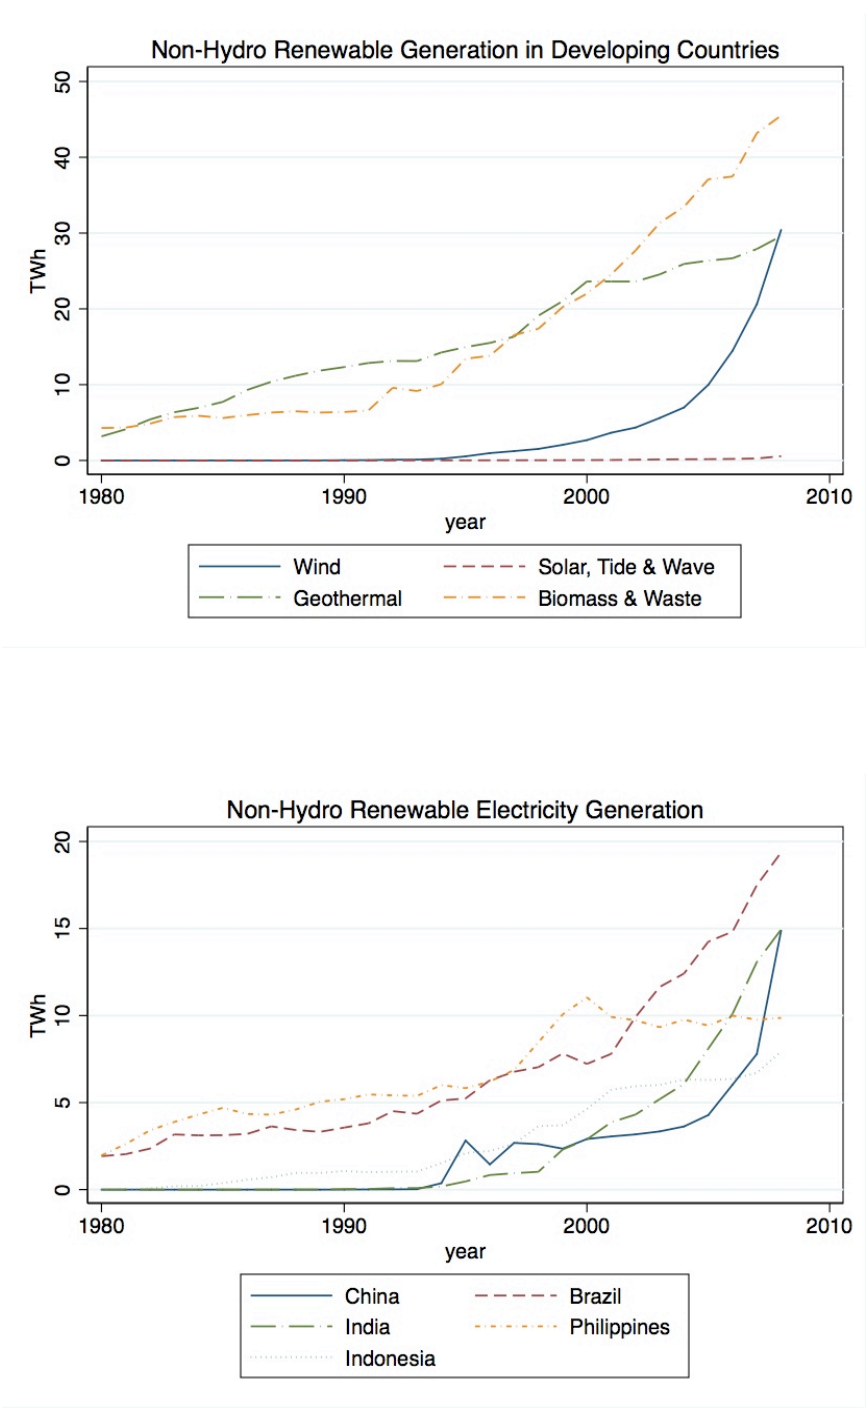 Non-Hydro Renewable Generation in Developing Countries
50
40
30
20
10
0
TWh
1980 1990 2000 2010
year
Wind Solar, Tide & Wave
Geothermal Biomass & Waste
Non-Hydro Renewable Electricity Generation
20
15
10
5
0
TWh
1980 1990 2000 2010
year
China Brazil
India Philippines
Indonesia